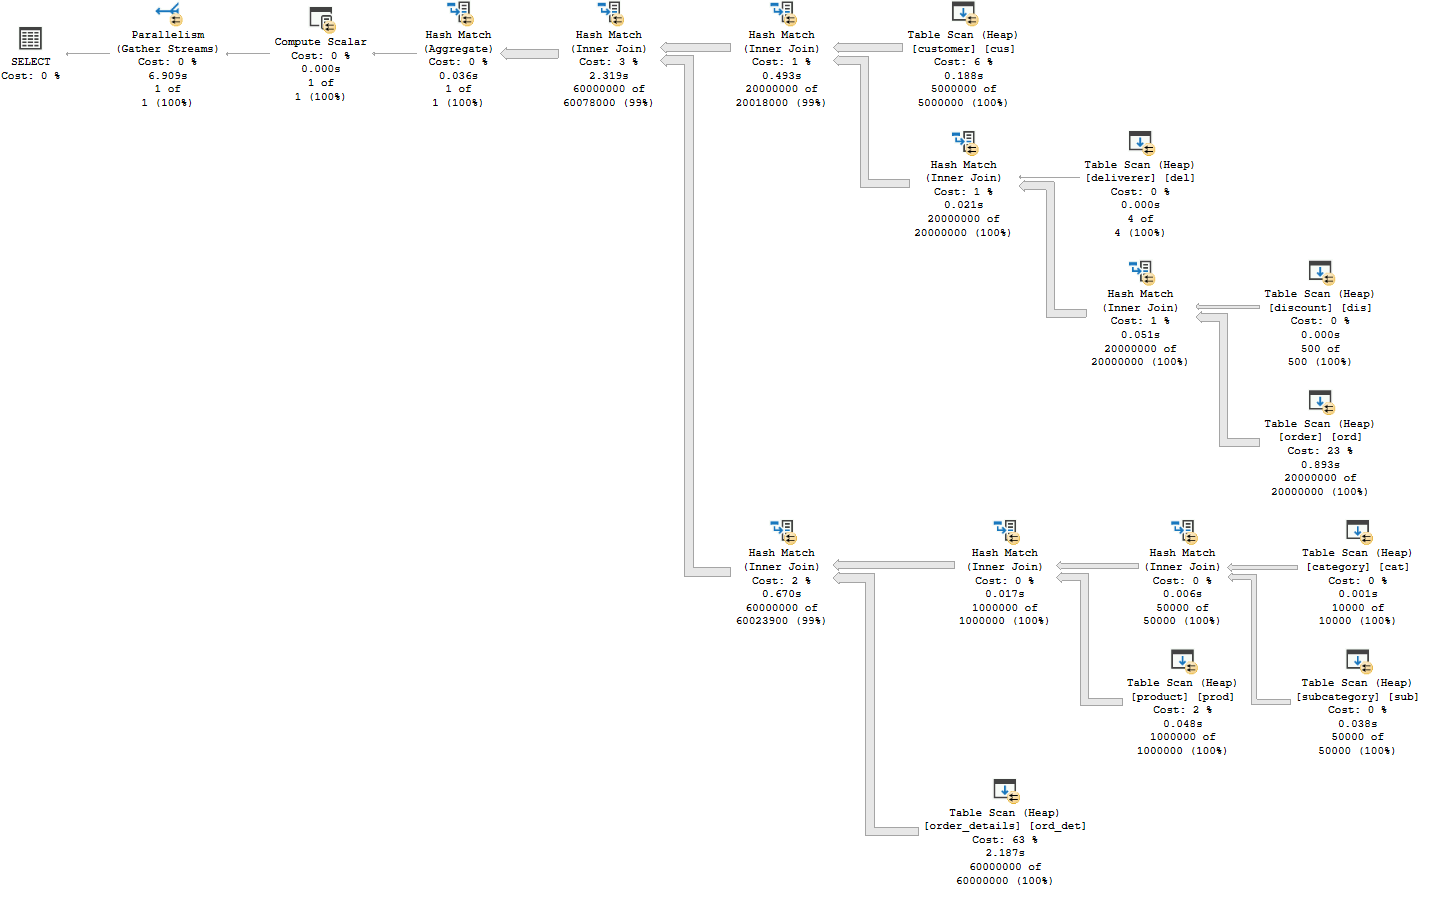 SELECT
Cost: 0 %
Parallelism
(Gather Streams)
Cost: 0 %
6.909s
1 of
1 (100%)
Compute Scalar
Cost: 0 %
0.000s
1 of
1 (100%)
Hash Match
(Aggregate)
Cost: 0 %
0.036s
1 of
1 (100%)
Hash Match
(Inner Join)
Cost: 3 %
2.319s
60000000 of
60078000 (99%)
Hash Match
(Inner Join)
Cost: 1 %
0.493s
20000000 of
20018000 (99%)
Table Scan (Heap)
[customer] [cus]
Cost: 6 %
0.188s
5000000 of
5000000 (100%)
Hash Match
(Inner Join)
Cost: 1 %
0.021s
20000000 of
20000000 (100%)
Table Scan (Heap)
[deliverer] [del]
Cost: 0 %
0.000s
4 of
4 (100%)
Hash Match
(Inner Join)
Cost: 1 %
0.051s
20000000 of
20000000 (100%)
Table Scan (Heap)
[discount] [dis]
Cost: 0 %
0.000s
500 of
500 (100%)
Table Scan (Heap)
[order] [ord]
Cost: 23 %
0.893s
20000000 of
20000000 (100%)
Hash Match
(Inner Join)
Cost: 2 %
0.670s
60000000 of
60023900 (99%)
Hash Match
(Inner Join)
Cost: 0 %
0.017s
1000000 of
1000000 (100%)
Hash Match
(Inner Join)
Cost: 0 %
0.006s
50000 of
50000 (100%)
Table Scan (Heap)
[category] [cat]
Cost: 0 %
0.001s
10000 of
10000 (100%)
Table Scan (Heap)
[product] [prod]
Cost: 2 %
0.048s
1000000 of
1000000 (100%)
Table Scan (Heap)
[subcategory] [sub]
Cost: 0 %
0.038s
50000 of
50000 (100%)
Table Scan (Heap)
[order_details] [ord_det]
Cost: 63 %
2.187s
60000000 of
60000000 (100%)